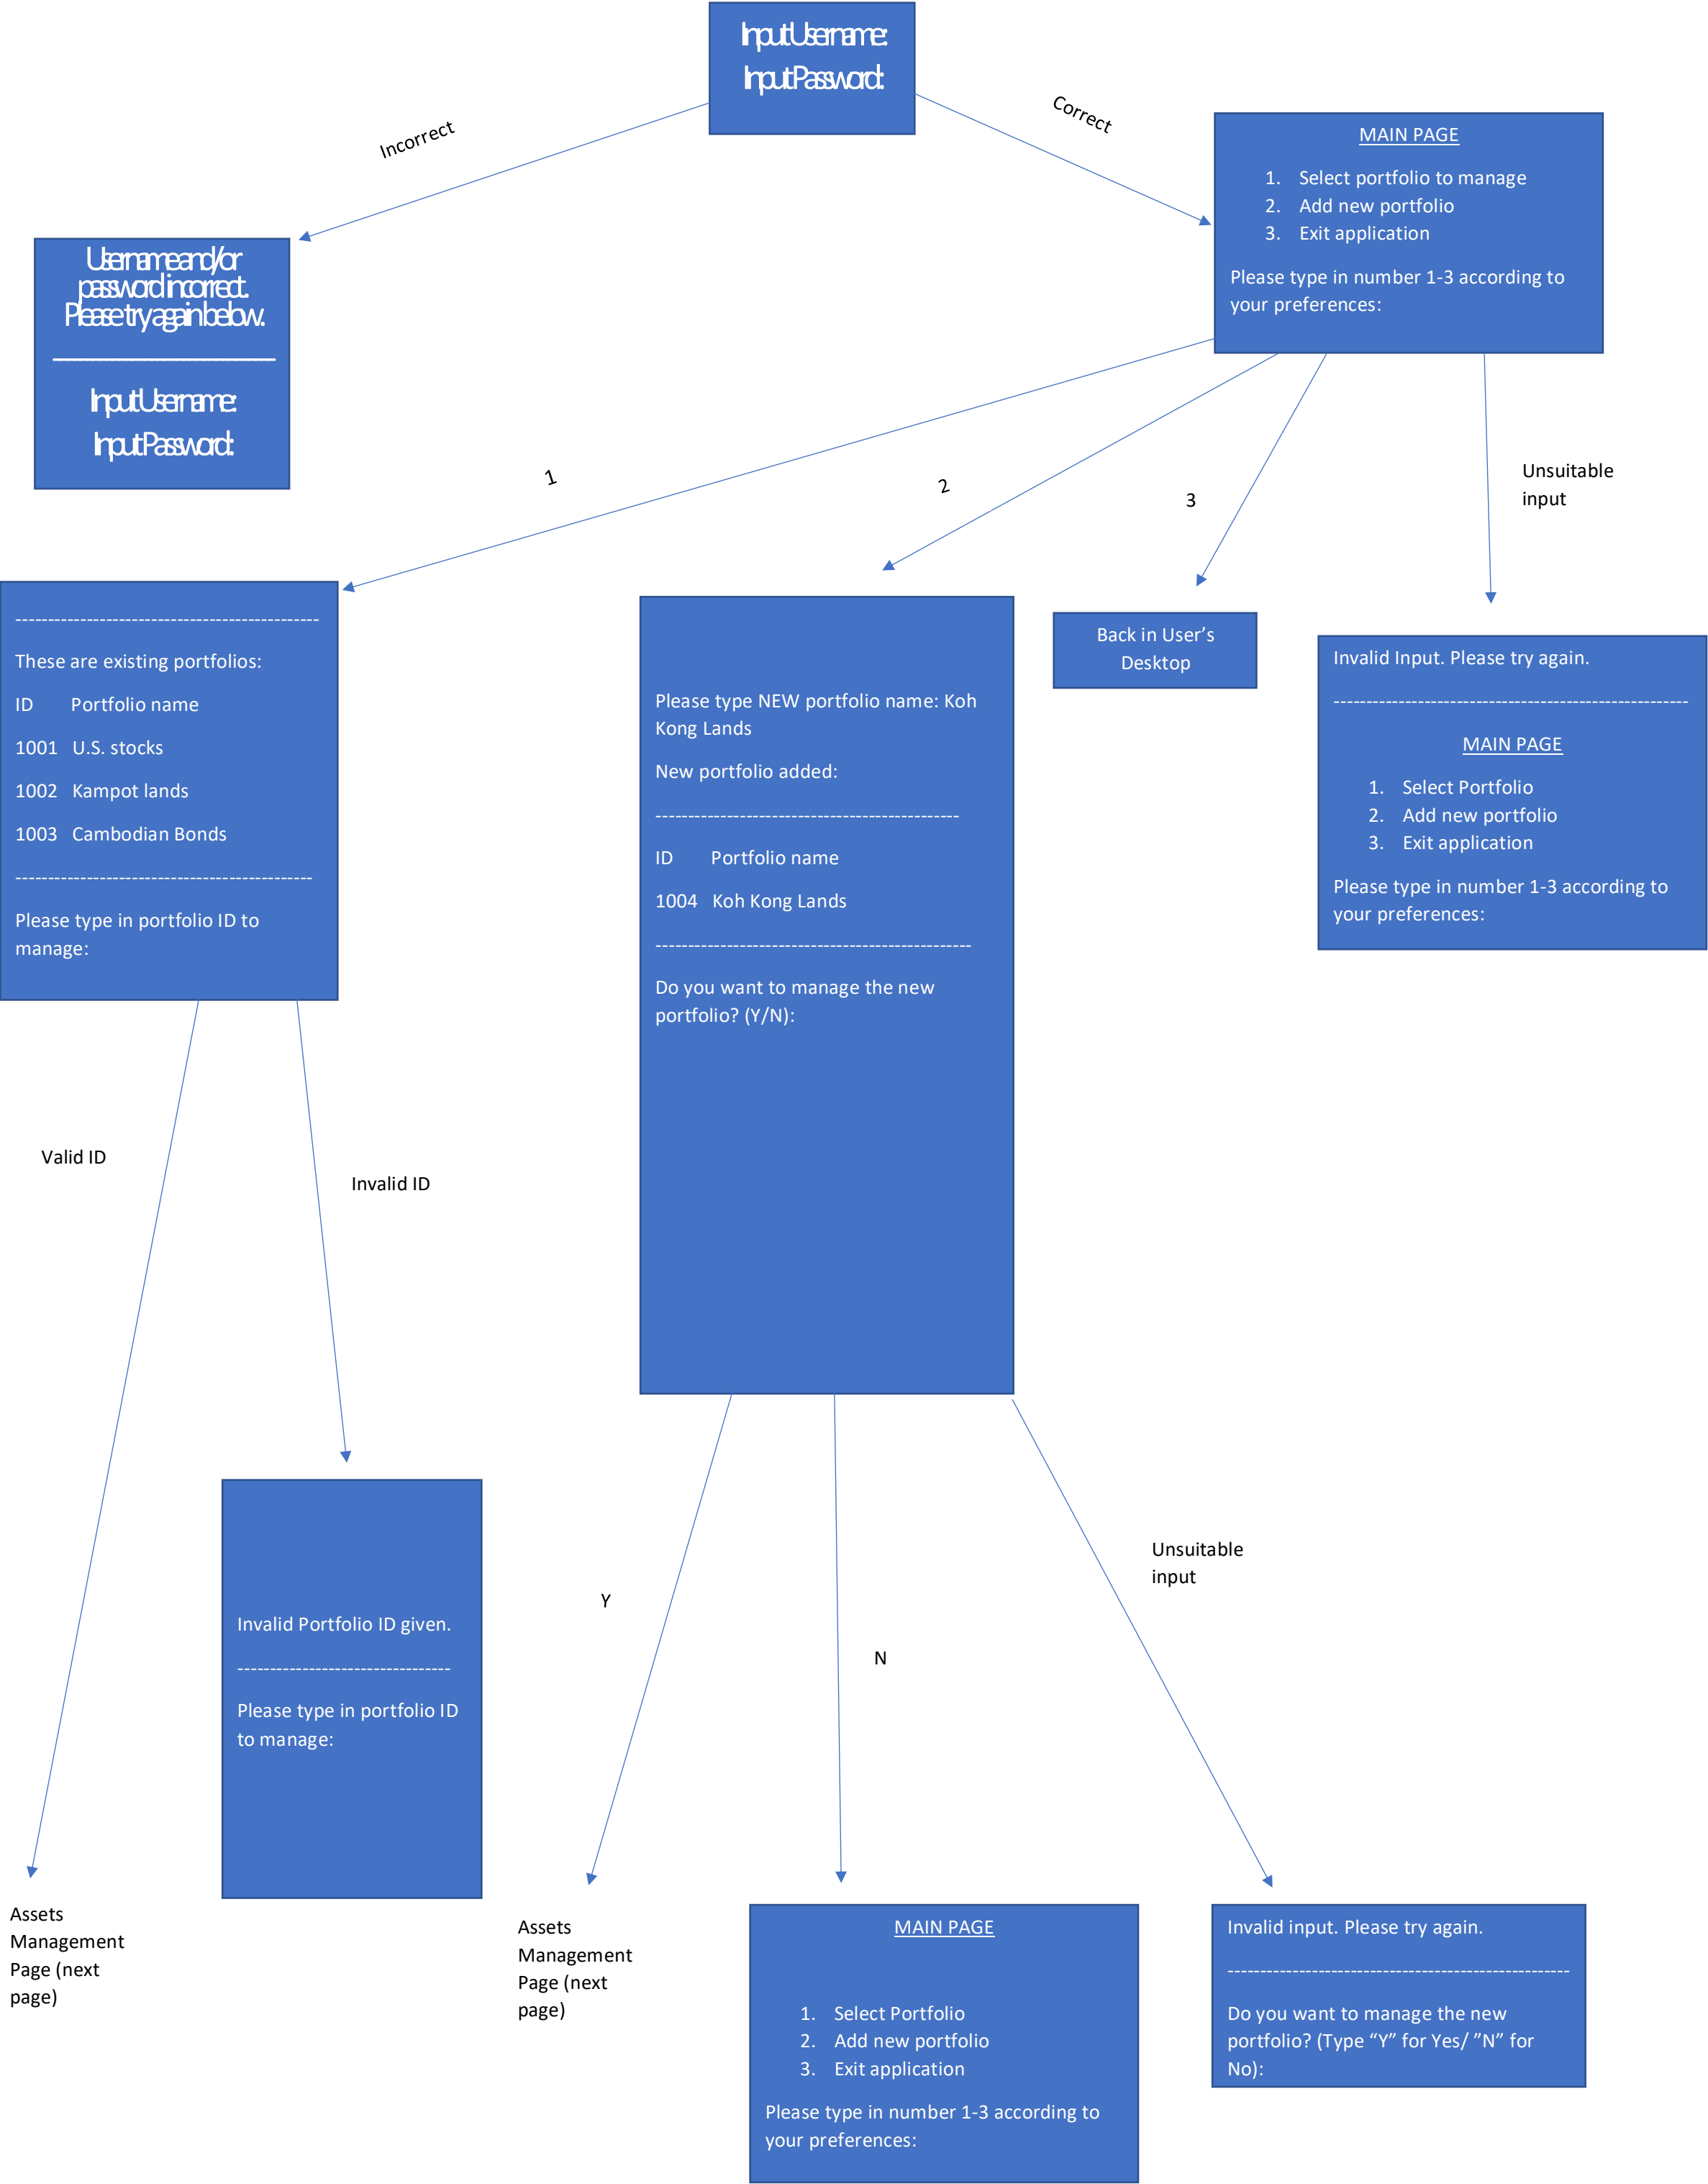 Input Username:
Input Password:
Incorrect
Correct
MAIN PAGE
1. Select portfolio to manage
2. Add new portfolio
3. Exit application
Please type in number 1-3 according to
your preferences:
Username and/or
password incorrect.
Please try again below.
Input Username:
Input Password:
1
2
3
Unsuitable
input
-----------------------------------------------
These are existing portfolios:
ID Portfolio name
1001 U.S. stocks
1002 Kampot lands
1003 Cambodian Bonds
----------------------------------------------
Please type in portfolio ID to
manage:
Please type NEW portfolio name: Koh
Kong Lands
New portfolio added:
-----------------------------------------------
ID Portfolio name
1004 Koh Kong Lands
-------------------------------------------------
Do you want to manage the new
portfolio? (Y/N):
Back in User’s
Desktop
Invalid Input. Please try again.
-------------------------------------------------------
MAIN PAGE
1. Select Portfolio
2. Add new portfolio
3. Exit application
Please type in number 1-3 according to
your preferences:
Valid ID
Invalid ID
Invalid Portfolio ID given.
---------------------------------
Please type in portfolio ID
to manage:
Y
N
Unsuitable
input
Assets
Management
Page (next
page)
Assets
Management
Page (next
page)
MAIN PAGE
1. Select Portfolio
2. Add new portfolio
3. Exit application
Please type in number 1-3 according to
your preferences:
Invalid input. Please try again.
-----------------------------------------------------
Do you want to manage the new
portfolio? (Type “Y” for Yes/ ”N” for
No):